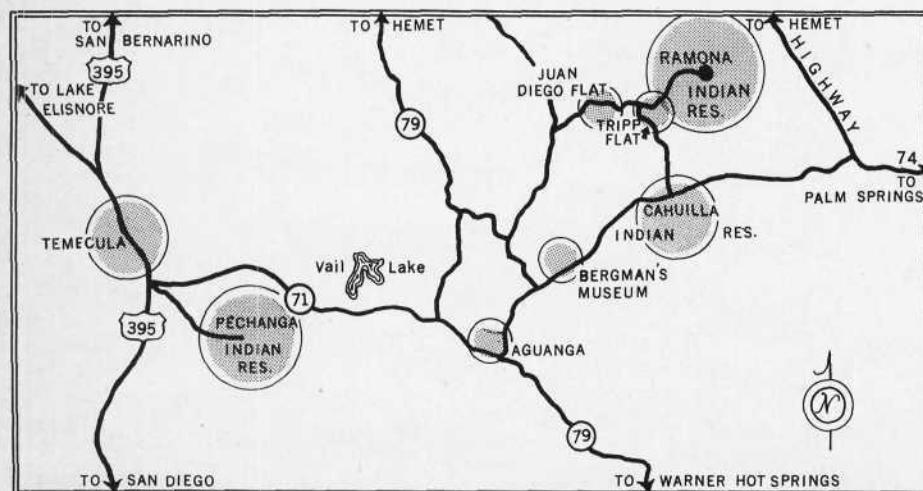 TO
SAN BERNARINO
395
TO LAKE
ELISNORE
TO
HEMET
79
JUAN
DIEGO FLAT
TRIPP
FLAT
RAMONA
INDIAN
RES.
TO
HEMET
HIGHWAY
74
TO
PALM SPRINGS
TEMECULA
CAHUILLA
INDIAN RES.
Vail Lake
BERGMAN'S
MUSEUM
71
395
PECHANGA
INDIAN
RES.
AGUANGA
N
79
TO SAN DIEGO
TO WARNER HOT SPRINGS